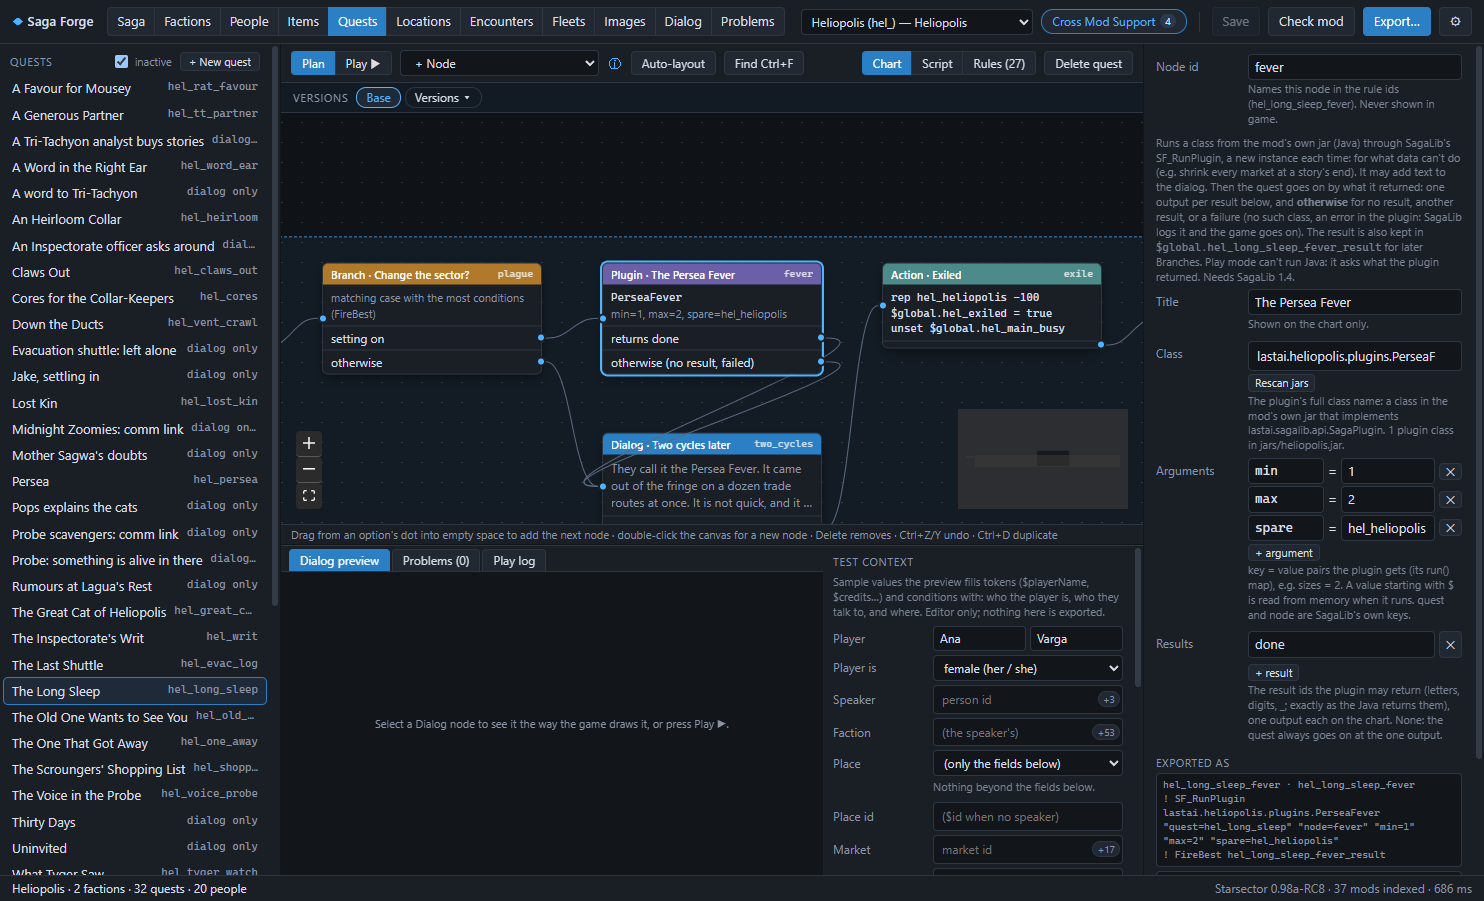 Saga Forge
Saga
Factions
People
Items
Quests
Locations
Encounters
Fleets
Images
Dialog
Problems
Heliopolis (hel_) — Heliopolis
Cross Mod Support 4
Save
Check mod
Export...
QUESTS
inactive
+ New quest
A Favour for Mousey hel_rat_favour
A Generous Partner hel_tt_partner
A Tri-Tachyon analyst buys stories dialog…
A Word in the Right Ear hel_word_ear
A word to Tri-Tachyon dialog only
An Heirloom Collar hel_heirloom
An Inspectorate officer asks around dial…
Claws Out hel_claws_out
Cores for the Collar-Keepers hel_cores
Down the Ducts hel_vent_crawl
Evacuation shuttle: left alone dialog only
Jake, settling in dialog only
Lost Kin hel_lost_kin
Midnight Zoomies: comm link dialog on…
Mother Sagwa's doubts dialog only
Persea hel_persea
Pops explains the cats dialog only
Probe scavengers: comm link dialog only
Probe: something is alive in there dialog…
Rumours at Lagua's Rest dialog only
The Great Cat of Heliopolis hel_great_c…
The Inspectorate's Writ hel_writ
The Last Shuttle hel_evac_log
The Long Sleep hel_long_sleep
The Old One Wants to See You hel_old_…
The One That Got Away hel_one_away
The Scroungers' Shopping List hel_shopp…
The Voice in the Probe hel_voice_probe
Thirty Days dialog only
Uninvited dialog only
What Tyger Saw hel_tyger_watch
Plan
Play ▶
+ Node
Auto-layout
Find Ctrl+F
Chart
Script
Rules (27)
Delete quest
VERSIONS
Base
Versions
Branch · Change the sector? plague
matching case with the most conditions
(FireBest)
setting on
otherwise
Plugin · The Persea Fever fever
PerseaFever
min=1, max=2, spare=hel_heliopolis
returns done
otherwise (no result, failed)
Action · Exiled exile
rep hel_heliopolis -100
$global.hel_exiled = true
unset $global.hel_main_busy
Dialog · Two cycles later two_cycles
They call it the Persea Fever. It came
out of the fringe on a dozen trade
routes at once. It is not quick, and it ...
Drag from an option's dot into empty space to add the next node · double-click the canvas for a new node · Delete removes · Ctrl+Z/Y undo · Ctrl+D duplicate
Dialog preview
Problems (0)
Play log
Select a Dialog node to see it the way the game draws it, or press Play ▶.
TEST CONTEXT
Sample values the preview fills tokens ($playerName,
$credits...) and conditions with: who the player is, who they
talk to, and where. Editor only; nothing here is exported.
Player Ana Varga
Player is female (her / she)
Speaker person id +3
Faction (the speaker's) +53
Place (only the fields below)
Nothing beyond the fields below.
Place id ($id when no speaker)
Market market id +17
Node id fever
Names this node in the rule ids
(hel_long_sleep_fever). Never shown in
game.
Runs a class from the mod's own jar (Java) through SagaLib's
SF_RunPlugin, a new instance each time: for what data can't do
(e.g. shrink every market at a story's end). It may add text to
the dialog. Then the quest goes on by what it returned: one
output per result below, and otherwise for no result, another
result, or a failure (no such class, an error in the plugin: SagaLib
logs it and the game goes on). The result is also kept in
$global.hel_long_sleep_fever_result for later
Branches. Play mode can't run Java: it asks what the plugin
returned. Needs SagaLib 1.4.
Title The Persea Fever
Shown on the chart only.
Class lastai.heliopolis.plugins.PerseaF
Rescan jars
The plugin's full class name: a class in the
mod's own jar that implements
lastai.sagalib.api.SagaPlugin. 1 plugin class
in jars/heliopolis.jar.
Arguments min = 1
max = 2
spare = hel_heliopolis
+ argument
key = value pairs the plugin gets (its run()
map), e.g. sizes = 2. A value starting with $
is read from memory when it runs. quest
and node are SagaLib's own keys.
Results done
+ result
The result ids the plugin may return (letters,
digits, _; exactly as the Java returns them),
one output each on the chart. None: the
quest always goes on at the one output.
EXPORTED AS
hel_long_sleep_fever · hel_long_sleep_fever
! SF_RunPlugin
lastai.heliopolis.plugins.PerseaFever
"quest=hel_long_sleep" "node=fever" "min=1"
"max=2" "spare=hel_heliopolis"
! FireBest hel_long_sleep_fever_result
Heliopolis · 2 factions · 32 quests · 20 people
Starsector 0.98a-RC8 · 37 mods indexed · 686 ms